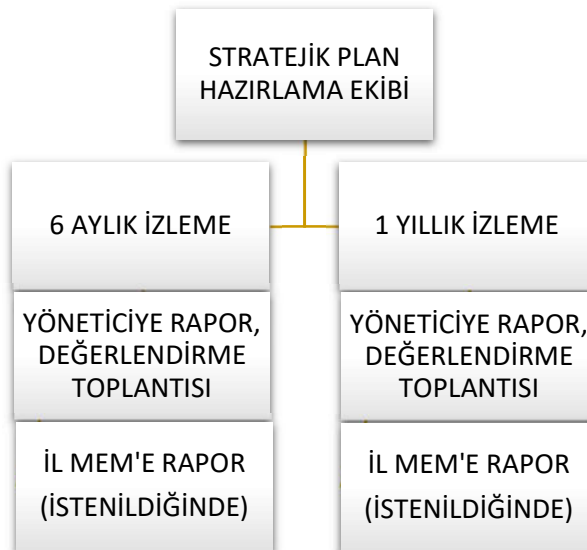 STRATEJİK PLAN
HAZIRLAMA EKİBİ
6 AYLIK İZLEME
YÖNETİCİYE RAPOR,
DEĞERLENDİRME
TOPLANTISI
İL MEM'E RAPOR
(İSTENİLDİĞİNDE)
1 YILLIK İZLEME
YÖNETİCİYE RAPOR,
DEĞERLENDİRME
TOPLANTISI
İL MEM'E RAPOR
(İSTENİLDİĞİNDE)